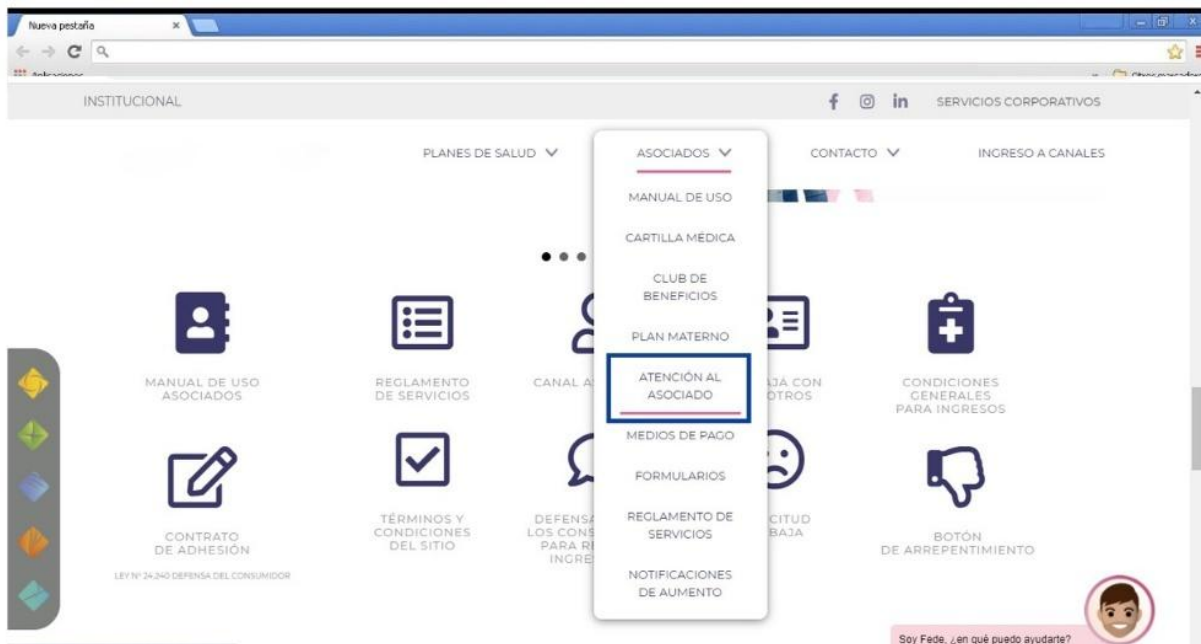 Nueva pestaña
Aplicaciones
Otros marcadores
INSTITUCIONAL
SERVICIOS CORPORATIVOS
PLANES DE SALUD
ASOCIADOS
CONTACTO
INGRESO A CANALES
MANUAL DE USO
CARTILLA MÉDICA
CLUB DE
BENEFICIOS
PLAN MATERNO
ATENCIÓN AL
ASOCIADO
MEDIOS DE PAGO
FORMULARIOS
REGLAMENTO DE
SERVICIOS
NOTIFICACIONES
DE AUMENTO
MANUAL DE USO
ASOCIADOS
REGLAMENTO
DE SERVICIOS
CANAL A
CON
OTROS
CONDICIONES
GENERALES
PARA INGRESOS
CONTRATO
DE ADHESIÓN
LEY Nº 24.240 DEFENSA DEL CONSUMIDOR
TÉRMINOS Y
CONDICIONES
DEL SITIO
DEFENSA
LOS CONS
PARA RE
INGRE
CITUD
BAJA
BOTÓN
DE ARREPENTIMIENTO
Soy Fede, ¿en qué puedo ayudarte?